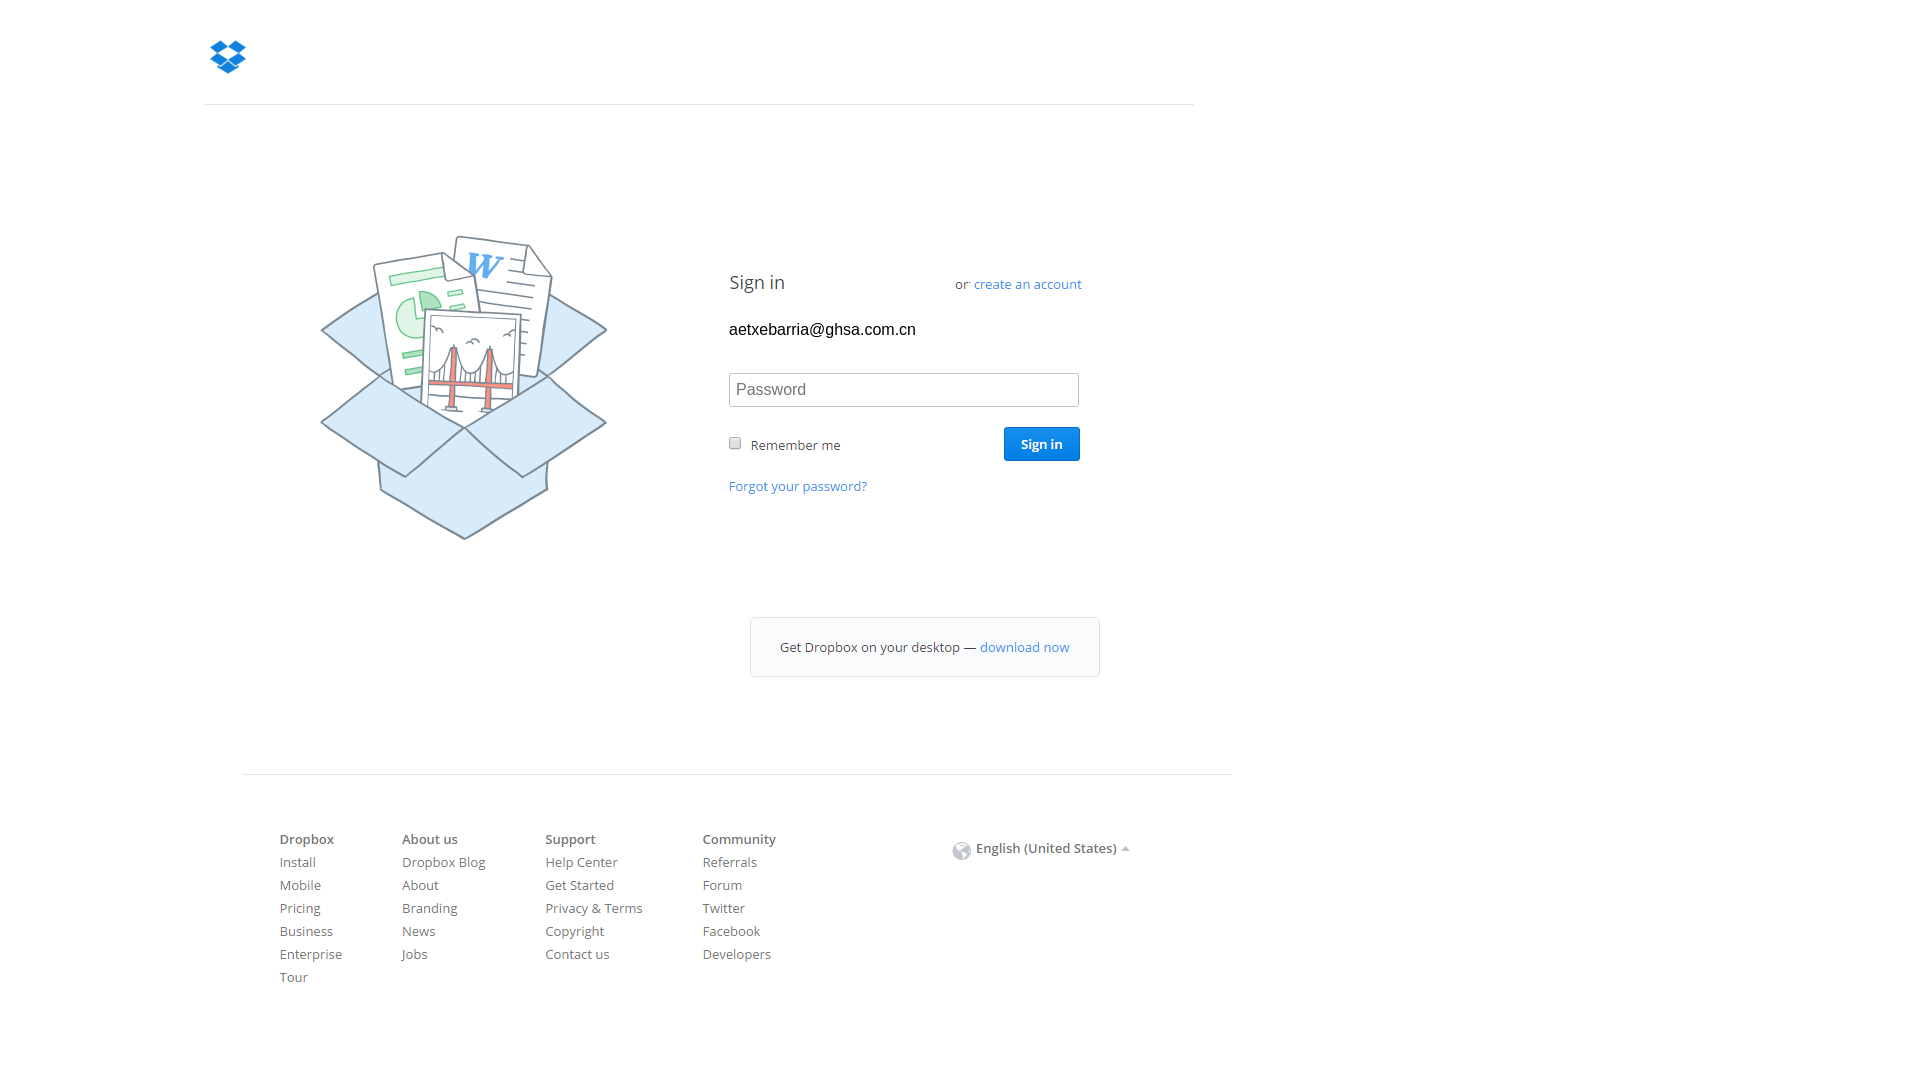 W
Sign in
or create an account
aetxebarria@ghsa.com.cn
Password
Remember me
Sign in
Forgot your password?
Get Dropbox on your desktop — download now
Dropbox
Install
Mobile
Pricing
Business
Enterprise
Tour
About us
Dropbox Blog
About
Branding
News
Jobs
Support
Help Center
Get Started
Privacy & Terms
Copyright
Contact us
Community
Referrals
Forum
Twitter
Facebook
Developers
English (United States)